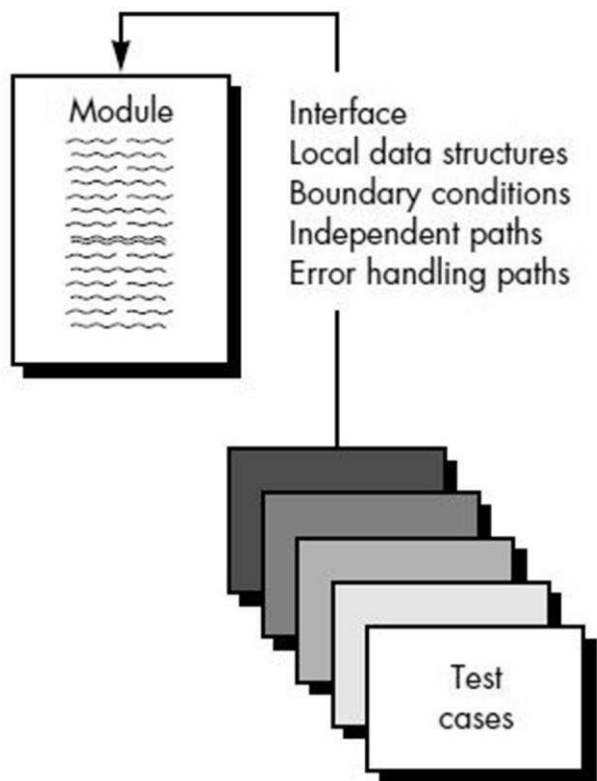 Module
Interface
Local data structures
Boundary conditions
Independent paths
Error handling paths
Test
cases